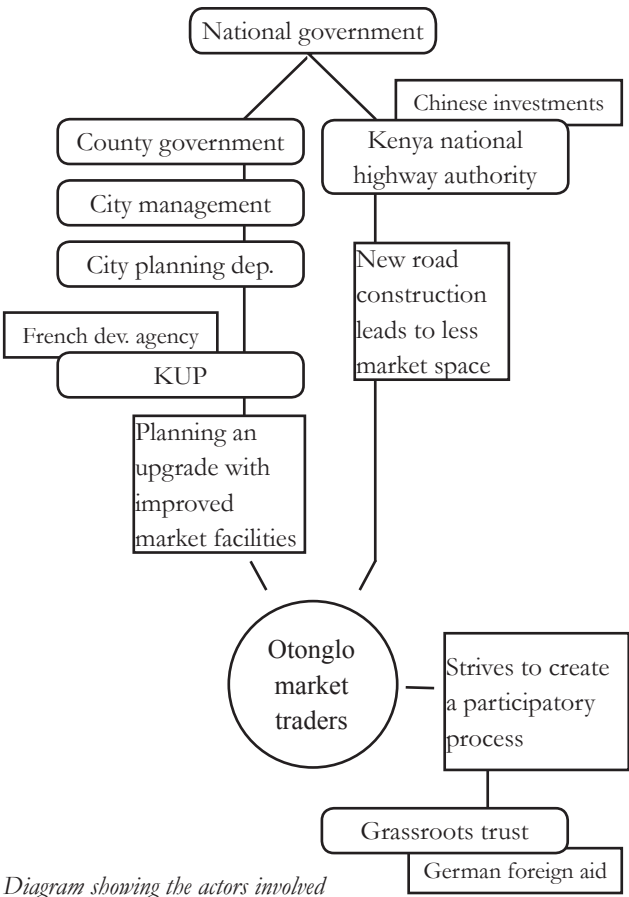 National government
Chinese investments
County government
Kenya national
highway authority
City management
City planning dep.
New road
construction
leads to less
market space
French dev. agency
KUP
Planning an
upgrade with
improved
market facilities
Otonglo
market
traders
Strives to create
a participatory
process
Grassroots trust
German foreign aid
Diagram showing the actors involved